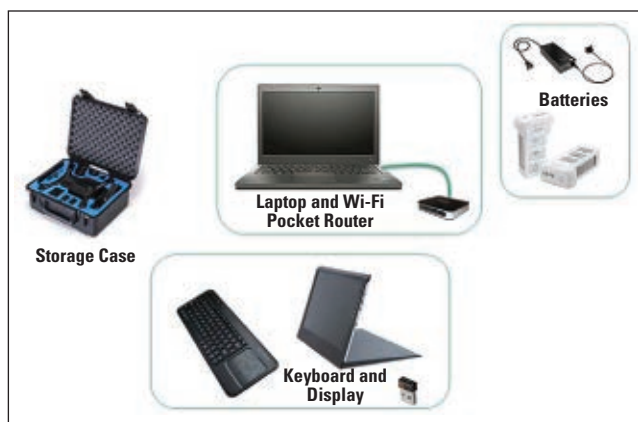 Batteries
Laptop and Wi-Fi
Pocket Router
Storage Case
Keyboard and
Display